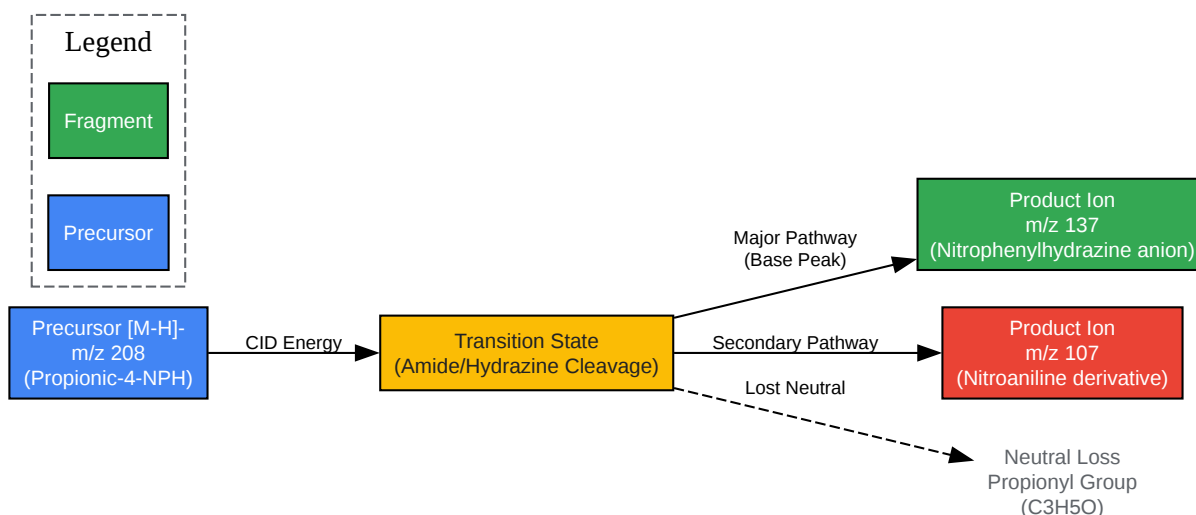 Legend
Fragment
Precursor
Precursor [M-H]-
m/z 208
(Propionic-4-NPH)
CID Energy
Transition State
(Amide/Hydrazine Cleavage)
Major Pathway
(Base Peak)
Secondary Pathway
Lost Neutral
Product Ion
m/z 137
(Nitrophenylhydrazine anion)
Product Ion
m/z 107
(Nitroaniline derivative)
Neutral Loss
Propionyl Group
(C3H5O)